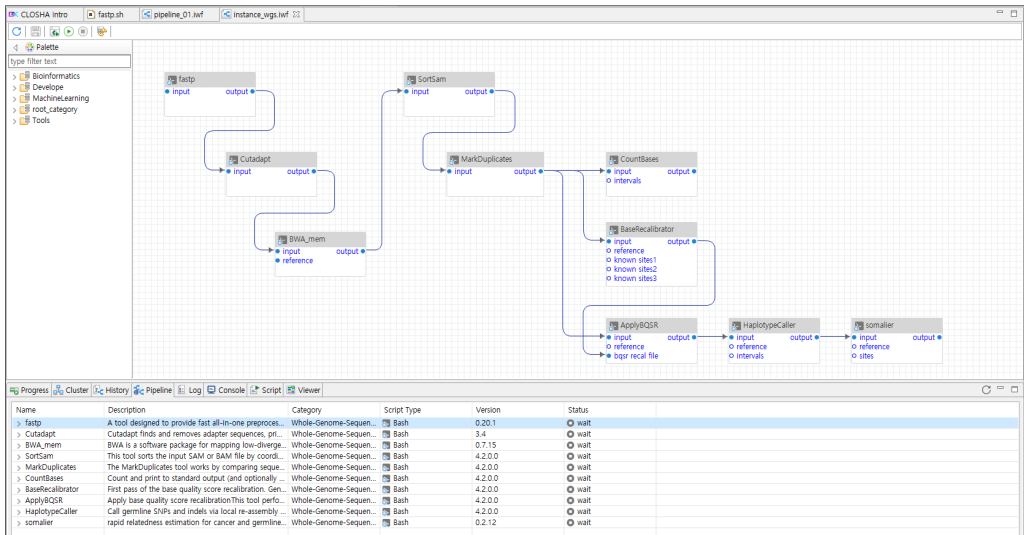 CLOSHA Intro fastp.sh pipeline_01.iwf instance_wgs.iwf
Palette
type filter text
Bioinformatics
Develope
MachineLearning
root_category
Tools
fastp
input output
Cutadapt
input output
BWA_mem
input output
reference
SortSam
input output
MarkDuplicates
input output
CountBases
input output
intervals
BaseRecalibrator
input output
reference
known sites1
known sites2
known sites3
ApplyBQSR
input output
reference
bqsr recal file
HaplotypeCaller
input output
reference
intervals
somalier
input output
reference
sites
Progress Cluster History Pipeline Log Console Script Viewer
Name Description Category Script Type Version Status
fastp A tool designed to provide fast all-in-one preproces... Whole-Genome-Sequen... Bash 0.20.1 wait
Cutadapt Cutadapt finds and removes adapter sequences, pri... Whole-Genome-Sequen... Bash 3.4 wait
BWA_mem BWA is a software package for mapping low-diverge... Whole-Genome-Sequen... Bash 0.7.15 wait
SortSam This tool sorts the input SAM or BAM file by coordi... Whole-Genome-Sequen... Bash 4.2.0.0 wait
MarkDuplicates The MarkDuplicates tool works by comparing seque... Whole-Genome-Sequen... Bash 4.2.0.0 wait
CountBases Count and print to standard output (and optionally ... Whole-Genome-Sequen... Bash 4.2.0.0 wait
BaseRecalibrator First pass of the base quality score recalibration. Gen... Whole-Genome-Sequen... Bash 4.2.0.0 wait
ApplyBQSR Apply base quality score recalibrationThis tool perfo... Whole-Genome-Sequen... Bash 4.2.0.0 wait
HaplotypeCaller Call germline SNPs and indels via local re-assembly ... Whole-Genome-Sequen... Bash 4.2.0.0 wait
somalier rapid relatedness estimation for cancer and germline... Whole-Genome-Sequen... Bash 0.2.12 wait